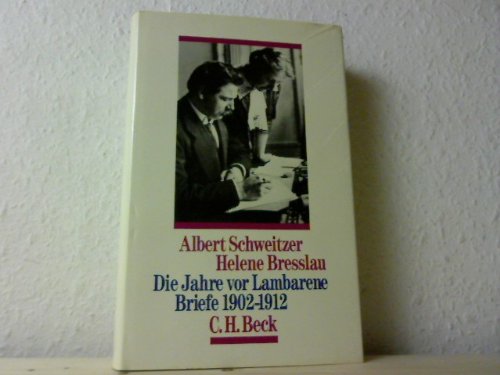 Albert Schweitzer
Helene Bresslau
Die Jahre vor Lambarene
Briefe 1902-1912
C.H.Beck